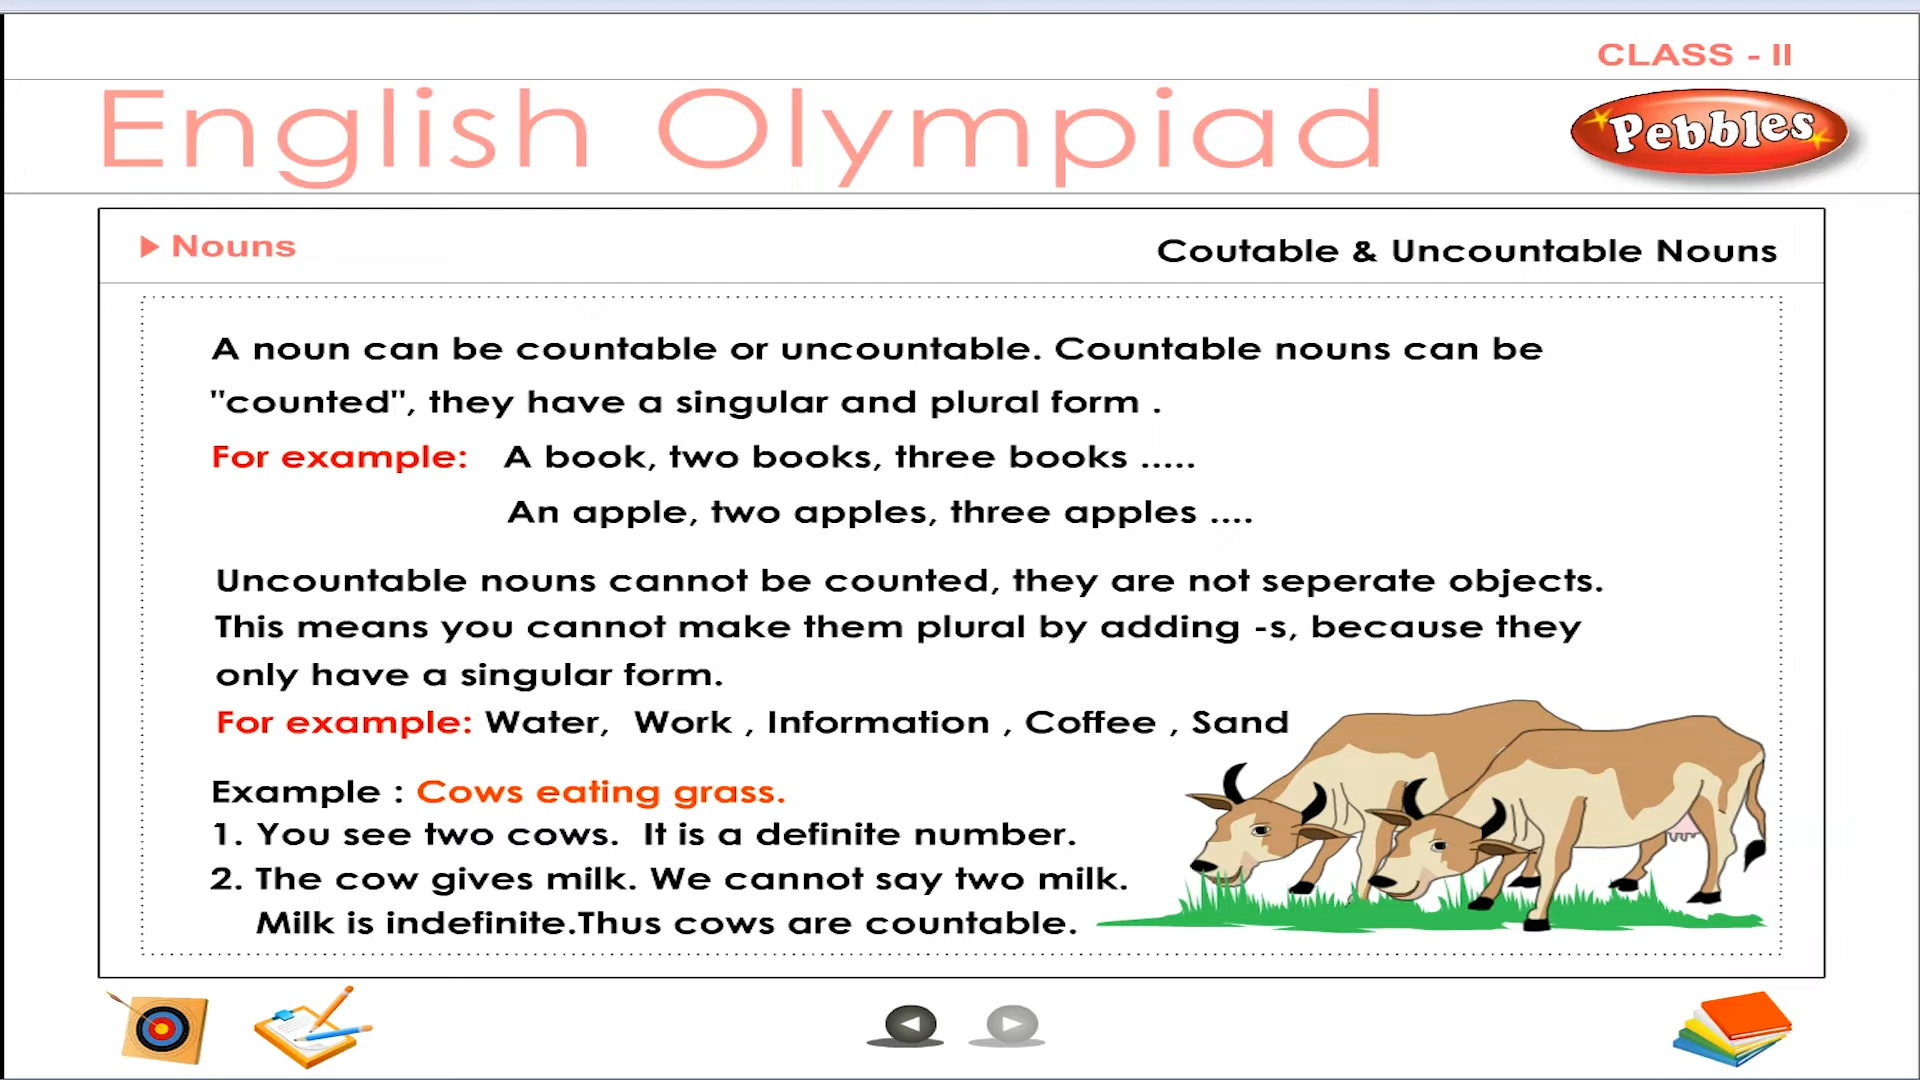 CLASS - II
English Olympiad
Pebbles
Nouns
Coutable & Uncountable Nouns
A noun can be countable or uncountable. Countable nouns can be
"counted", they have a singular and plural form .
For example: A book, two books, three books .....
An apple, two apples, three apples ....
Uncountable nouns cannot be counted, they are not seperate objects.
This means you cannot make them plural by adding -s, because they
only have a singular form.
For example: Water, Work , Information , Coffee , Sand
Example : Cows eating grass.
1. You see two cows. It is a definite number.
2. The cow gives milk. We cannot say two milk.
Milk is indefinite.Thus cows are countable.